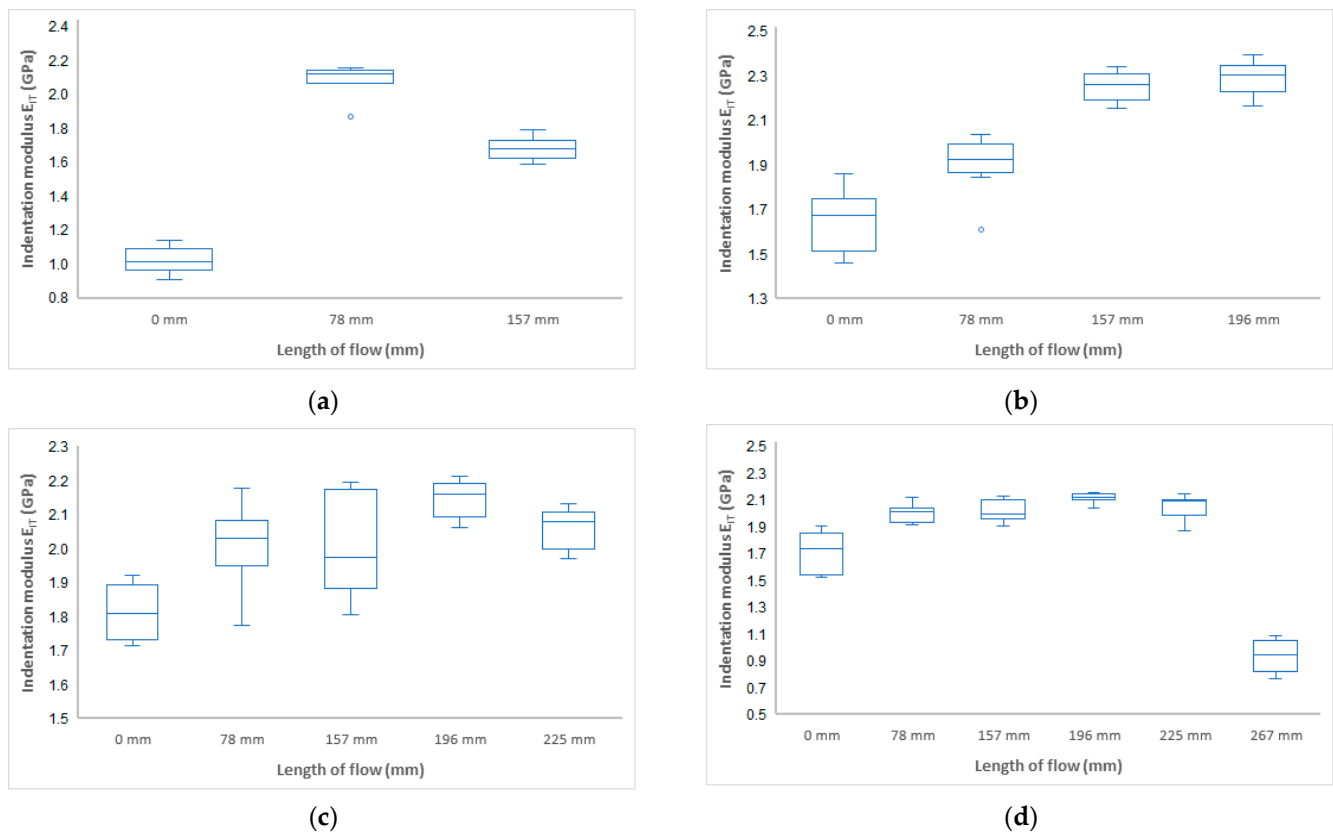 2.4
2.2
2.0
1.8
1.6
1.4
1.2
1.0
0.8
Indentation modulus EIT (GPa)
0 mm 78 mm 157 mm
Length of flow (mm)
(a)
2.5
2.3
2.1
1.9
1.7
1.5
1.3
Indentation modulus EIT (GPa)
0 mm 78 mm 157 mm 196 mm
Length of flow (mm)
(b)
2.3
2.2
2.1
2.0
1.9
1.8
1.7
1.6
1.5
Indentation modulus EIT (GPa)
0 mm 78 mm 157 mm 196 mm 225 mm
Length of flow (mm)
(c)
2.5
2.3
2.1
1.9
1.7
1.5
1.3
1.1
0.9
0.7
0.5
Indentation modulus EIT (GPa)
0 mm 78 mm 157 mm 196 mm 225 mm 267 mm
Length of flow (mm)
(d)